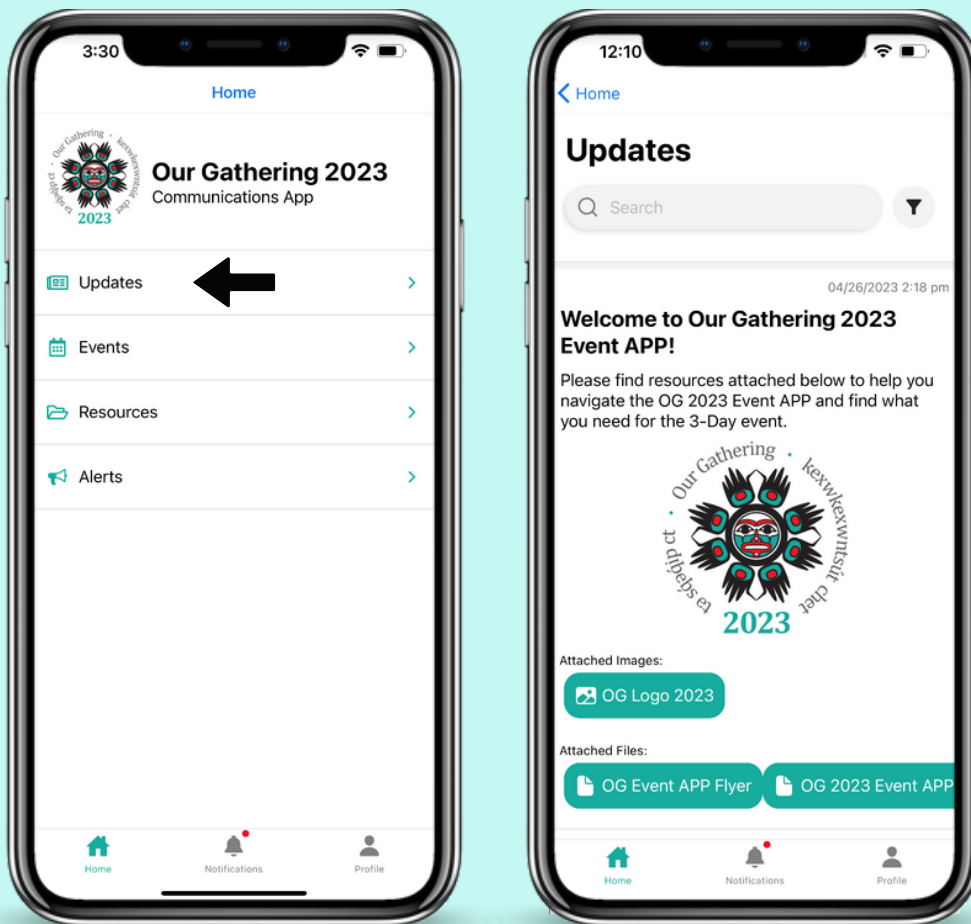 3:30
Home
Our Gathering · kexwkexwntsut chet · ta sqəqip ct ·
2023
Our Gathering 2023
Communications App
Updates
Events
Resources
Alerts
Home
Notifications
Profile
12:10
Home
Updates
Search
04/26/2023 2:18 pm
Welcome to Our Gathering 2023
Event APP!
Please find resources attached below to help you
navigate the OG 2023 Event APP and find what
you need for the 3-Day event.
Our Gathering · kexwkexwntsut chet ·
2023
Attached Images:
OG Logo 2023
Attached Files:
OG Event APP Flyer
OG 2023 Event APP
Home
Notifications
Profile